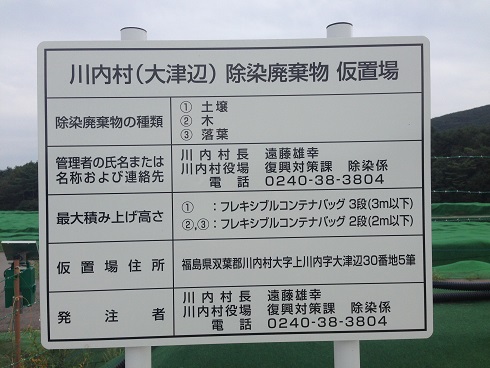 川内村(大津辺) 除染廃棄物 仮置場
除染廃棄物の種類
① 土壌
② 木
③ 落葉
管理者の氏名または
名称および連絡先
川内村長 遠藤雄幸
川内村役場 復興対策課 除染係
電話 0240-38-3804
最大積み上げ高さ
① :フレキシブルコンテナバッグ 3段(3m以下)
②,③:フレキシブルコンテナバッグ 2段(2m以下)
仮置場住所
福島県双葉郡川内村大字上川内字大津辺30番地5筆
発注者
川内村長 遠藤雄幸
川内村役場 復興対策課 除染係
電話 0240-38-3804